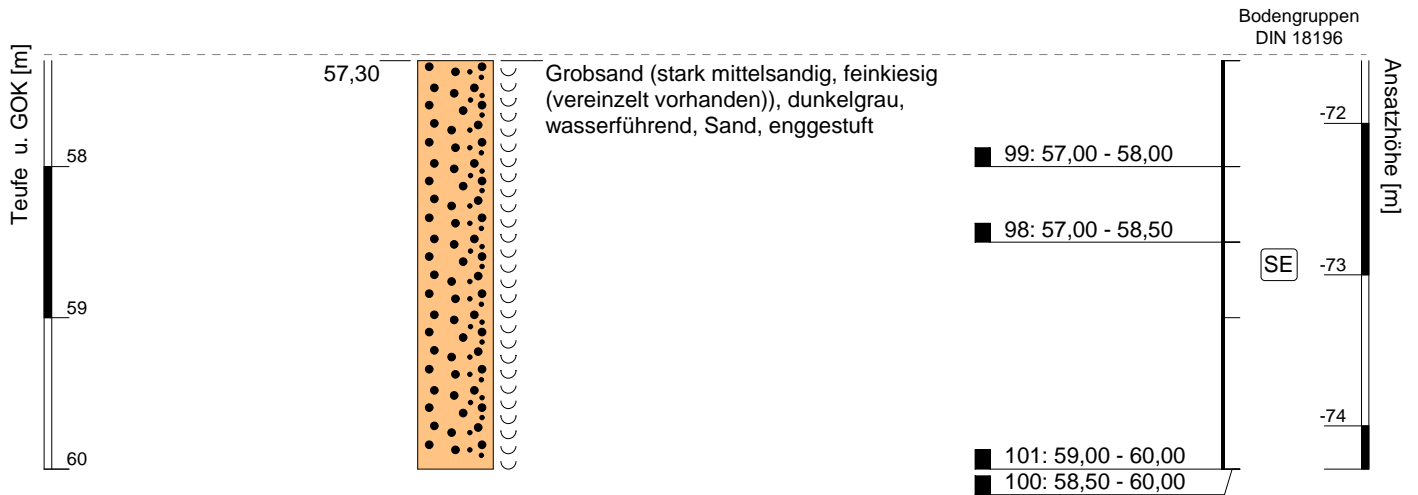 Bodengruppen
DIN 18196
Teufe u. GOK [m]
Ansatzhöhe [m]
57,30
Grobsand (stark mittelsandig, feinkiesig
(vereinzelt vorhanden)), dunkelgrau,
wasserführend, Sand, enggestuft
-72
99: 57,00 - 58,00
58
98: 57,00 - 58,50
SE
-73
59
-74
101: 59,00 - 60,00
60
100: 58,50 - 60,00